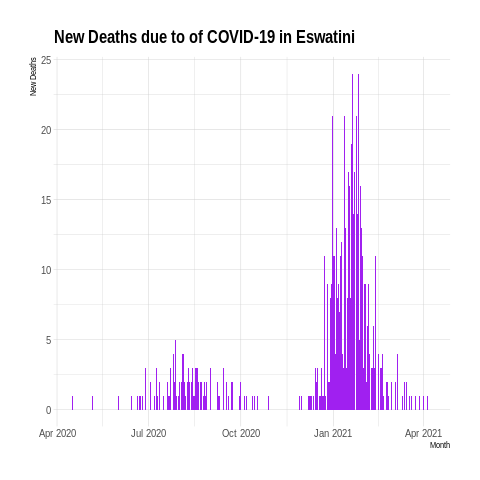 New Deaths due to of COVID-19 in Eswatini
New Deaths
25
20
15
10
5
0
Apr 2020 Jul 2020 Oct 2020 Jan 2021 Apr 2021
Month